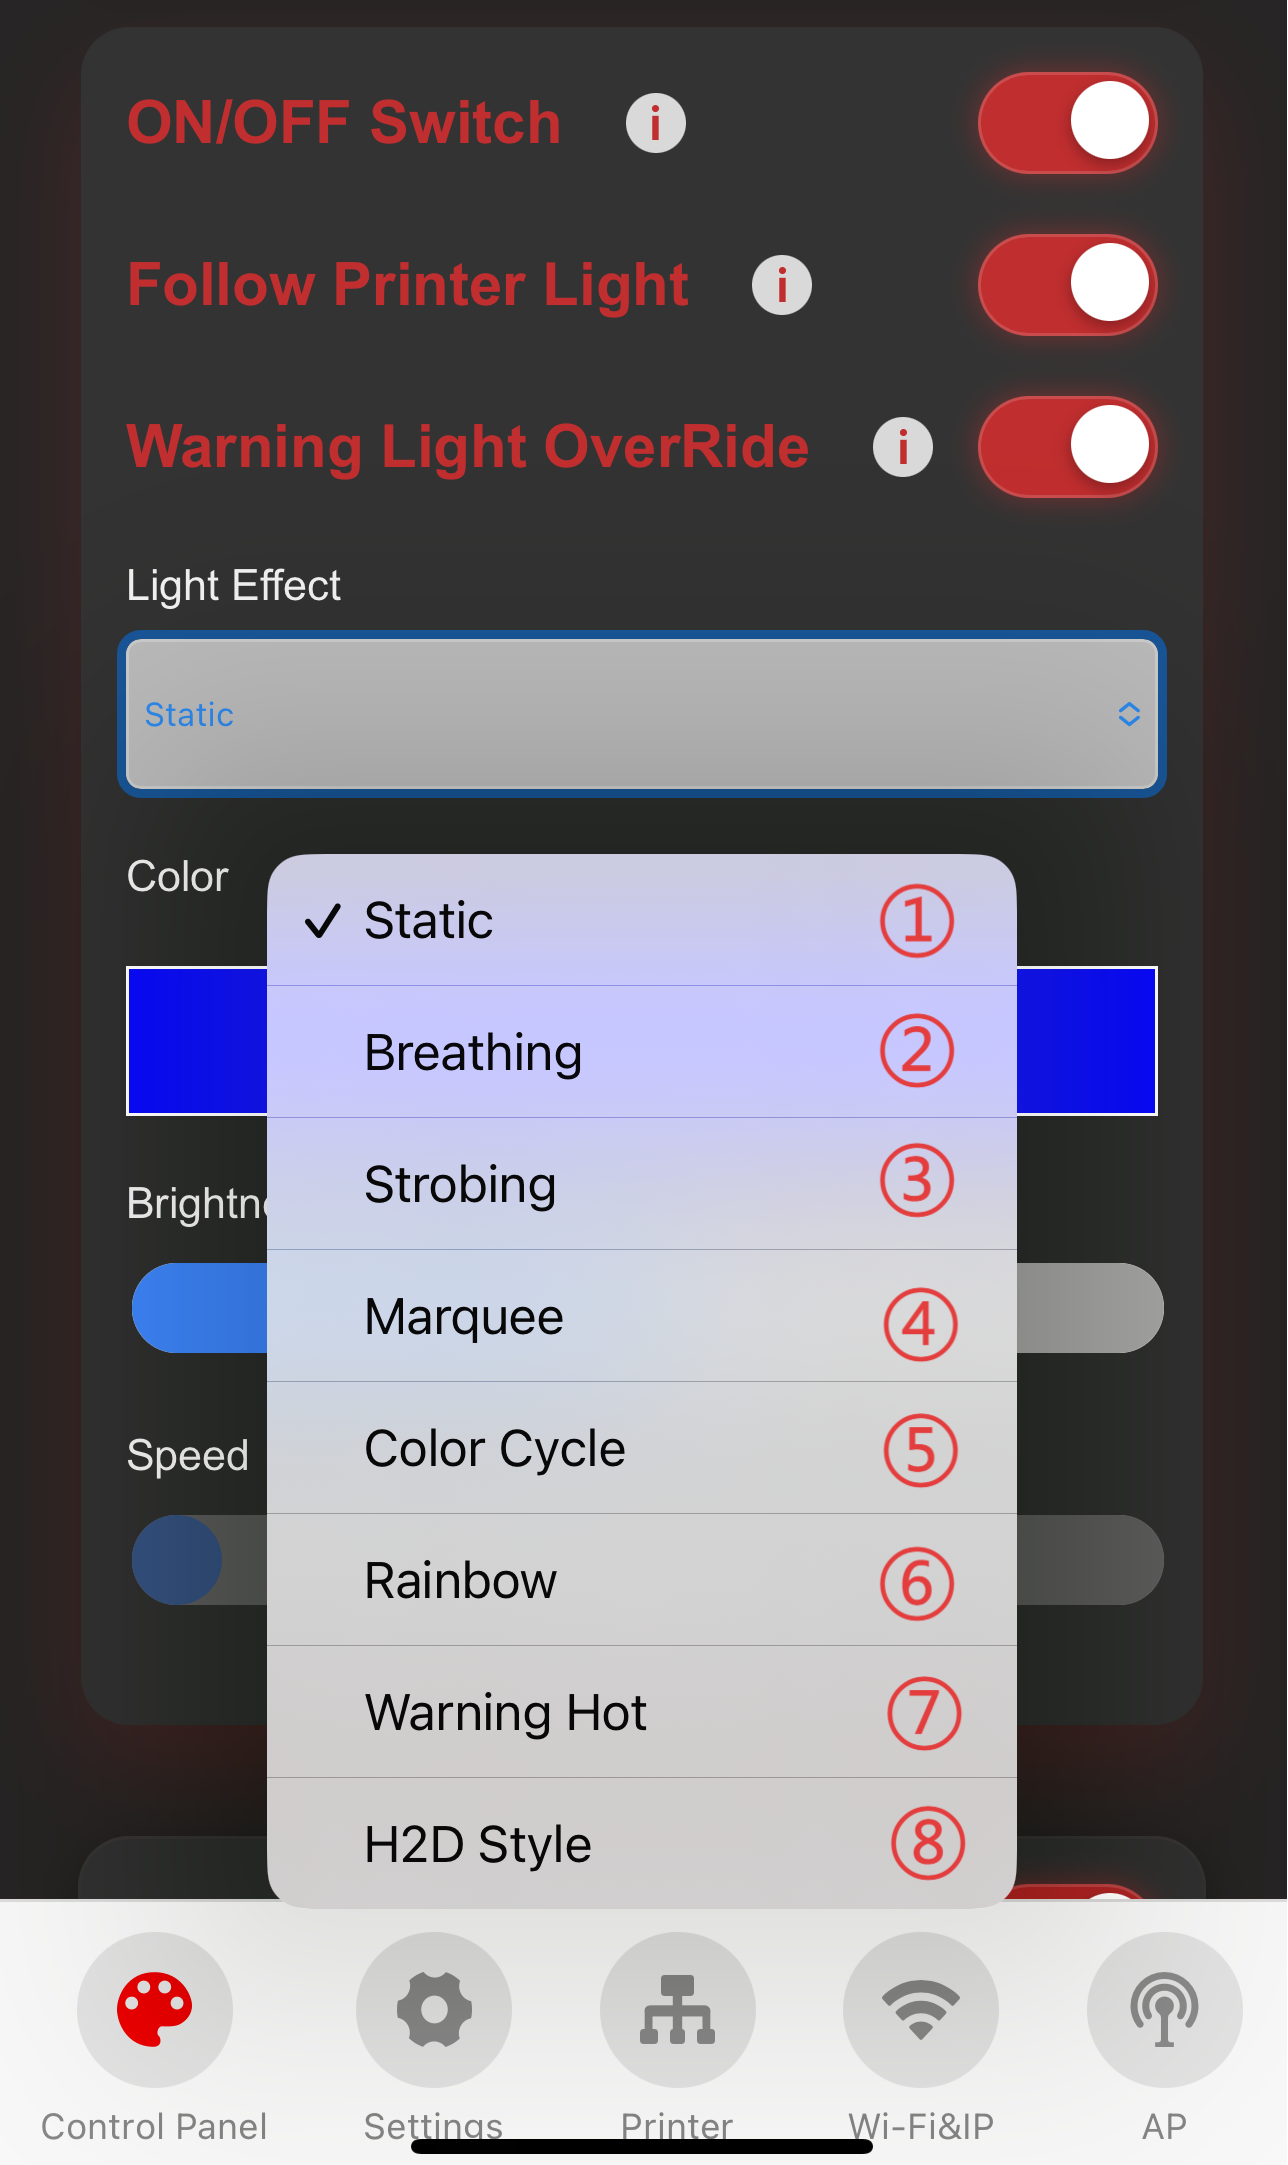 ON/OFF Switch i
Follow Printer Light i
Warning Light OverRide i
Light Effect
Static
Color
Static ①
Breathing ②
Strobing ③
Brightne
Marquee ④
Color Cycle ⑤
Speed
Rainbow ⑥
Warning Hot ⑦
H2D Style ⑧
Control Panel Settings Printer Wi-Fi&IP AP